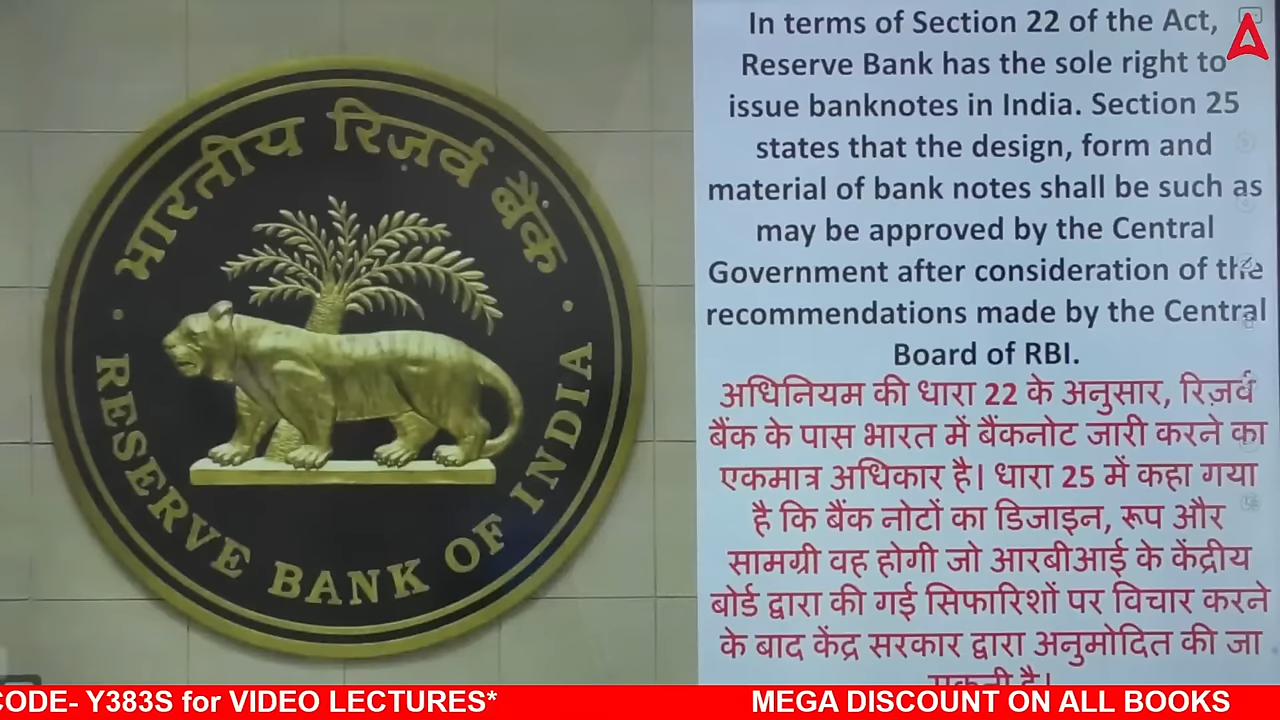 भारतीय रिज़र्व बैंक
RESERVE BANK OF INDIA
In terms of Section 22 of the Act,
Reserve Bank has the sole right to
issue banknotes in India. Section 25
states that the design, form and
material of bank notes shall be such as
may be approved by the Central
Government after consideration of the
recommendations made by the Central
Board of RBI.
अधिनियम की धारा 22 के अनुसार, रिज़र्व
बैंक के पास भारत में बैंकनोट जारी करने का
एकमात्र अधिकार है। धारा 25 में कहा गया
है कि बैंक नोटों का डिजाइन, रूप और
सामग्री वह होगी जो आरबीआई के केंद्रीय
बोर्ड द्वारा की गई सिफारिशों पर विचार करने
के बाद केंद्र सरकार द्वारा अनुमोदित की जा
CODE- Y383S for VIDEO LECTURES*
MEGA DISCOUNT ON ALL BOOKS